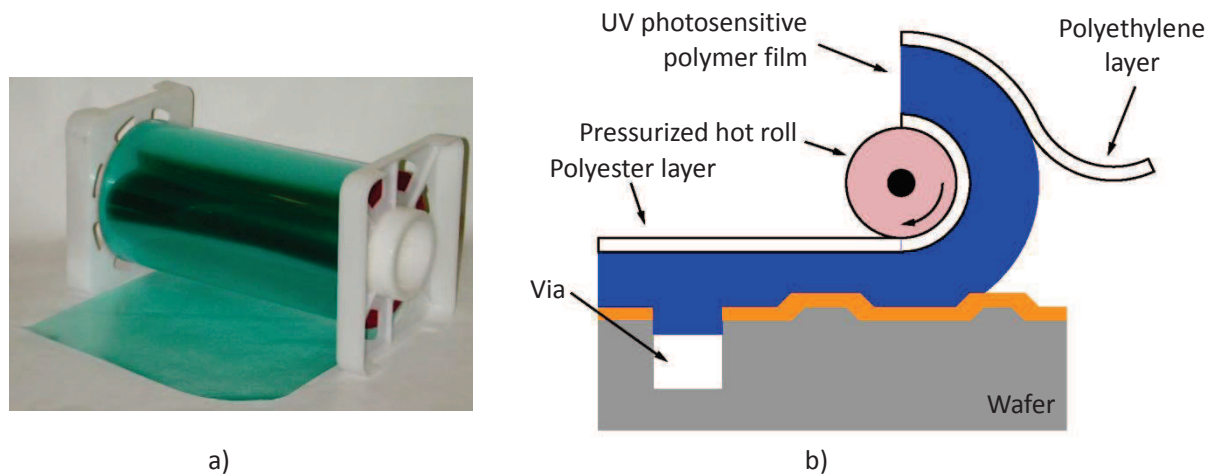 UV photosensitive
polymer film
Polyethylene
layer
Pressurized hot roll
Polyester layer
Via
Wafer
a)
b)